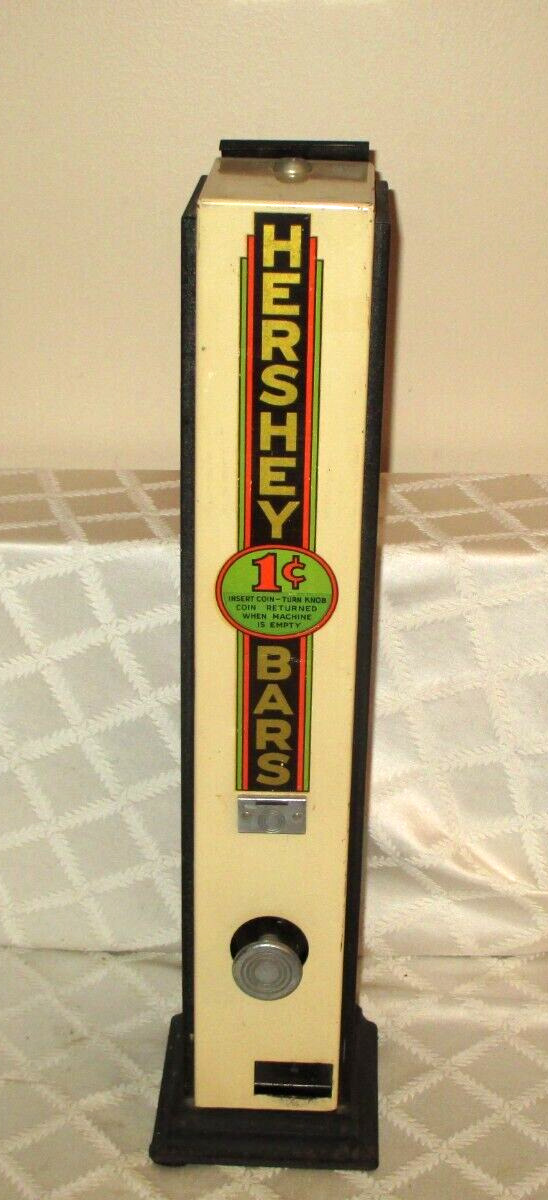 HERSHEY
1¢
INSERT COIN - TURN KNOB
COIN RETURNED
WHEN MACHINE
IS EMPTY
BARS